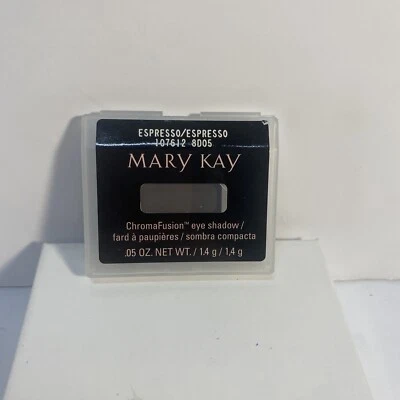 ESPRESSO/ESPRESSO
107612 8D05
MARY KAY
ChromaFusion™ eye shadow /
fard à paupières / sombra compacta
.05 OZ. NET WT. / 1.4 g / 1,4 g